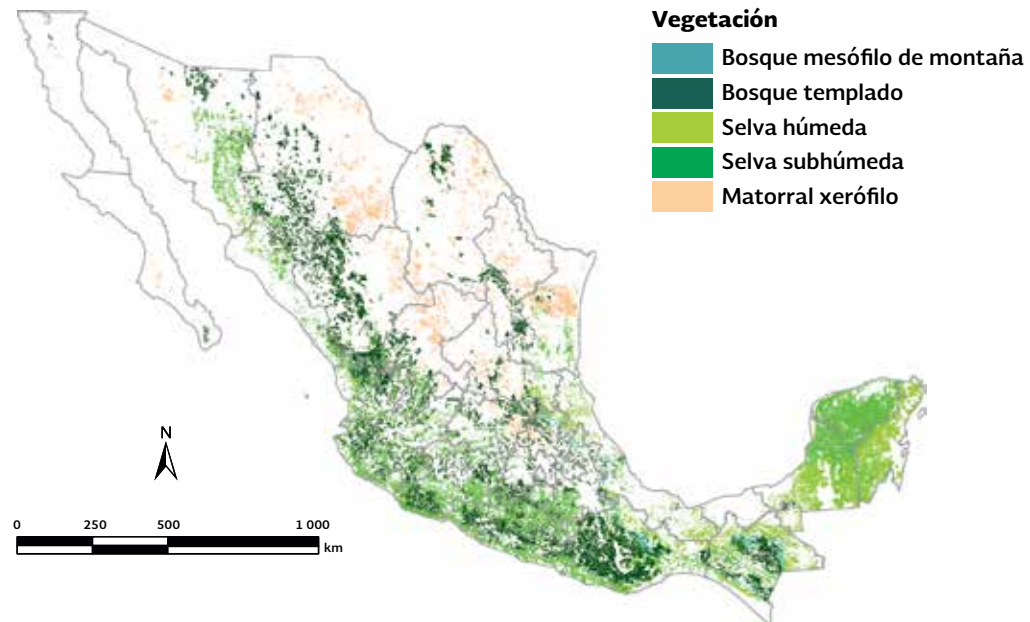 Vegetación
Bosque mesófilo de montaña
Bosque templado
Selva húmeda
Selva subhúmeda
Matorral xerófilo
N
0 250 500 1 000
km